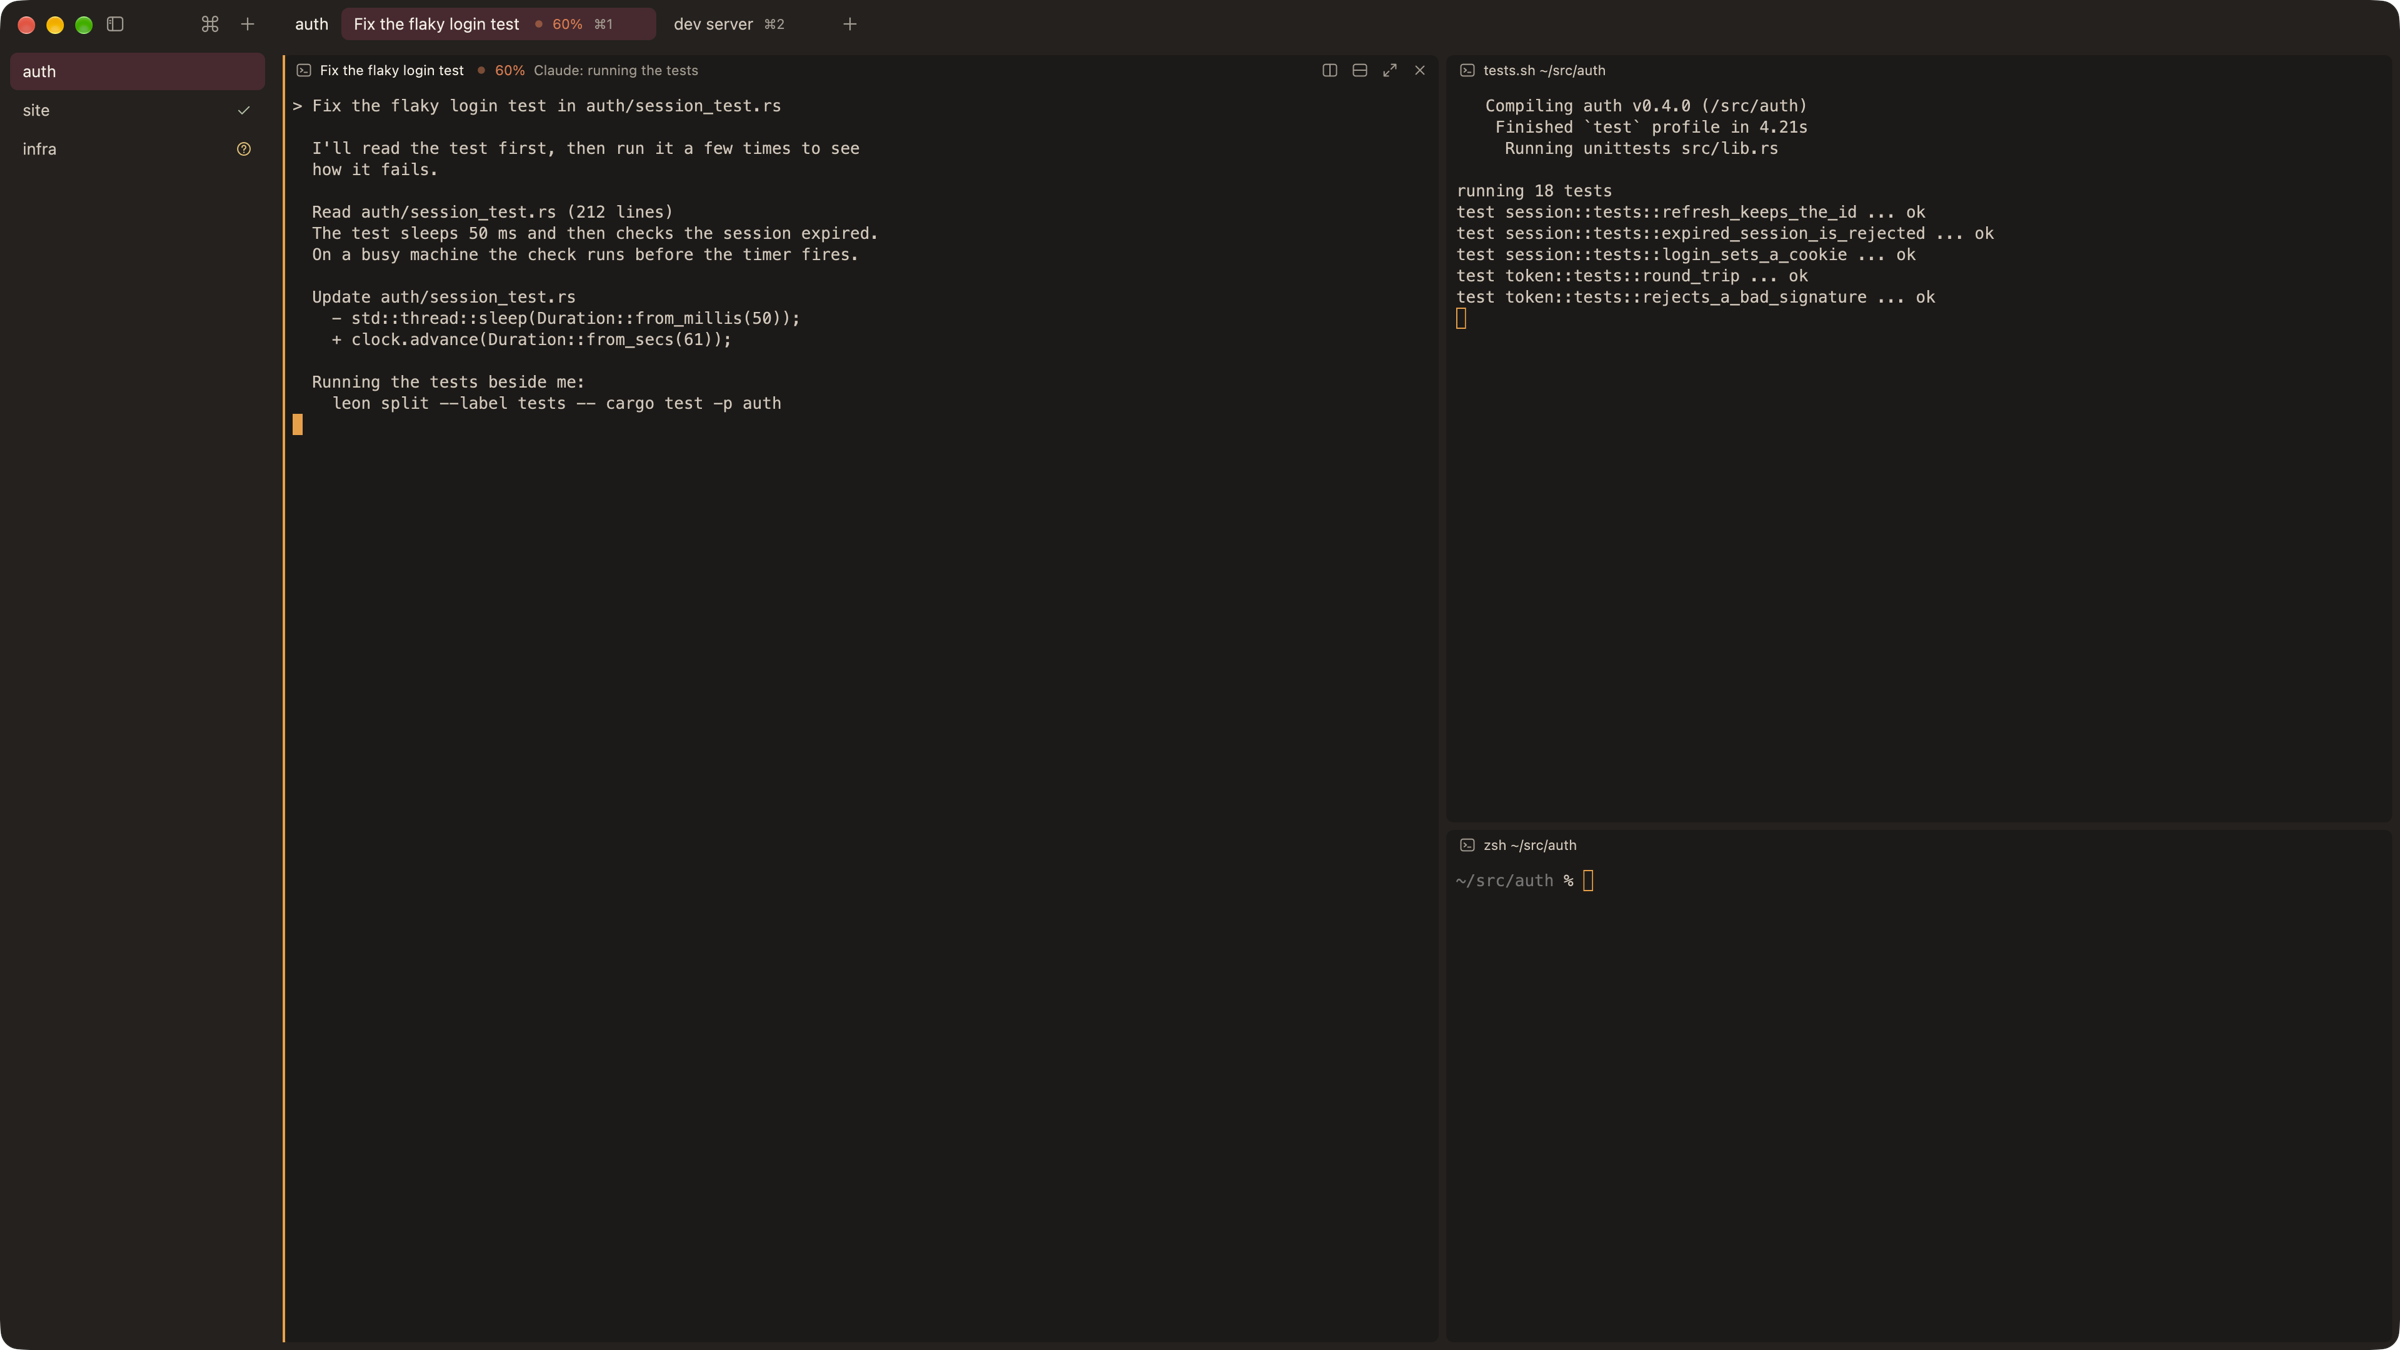 auth
Fix the flaky login test 60% ⌘1
dev server ⌘2
auth
site
infra
Fix the flaky login test 60% Claude: running the tests
> Fix the flaky login test in auth/session_test.rs
I'll read the test first, then run it a few times to see
how it fails.
Read auth/session_test.rs (212 lines)
The test sleeps 50 ms and then checks the session expired.
On a busy machine the check runs before the timer fires.
Update auth/session_test.rs
- std::thread::sleep(Duration::from_millis(50));
+ clock.advance(Duration::from_secs(61));
Running the tests beside me:
leon split --label tests -- cargo test -p auth
tests.sh ~/src/auth
Compiling auth v0.4.0 (/src/auth)
Finished `test` profile in 4.21s
Running unittests src/lib.rs
running 18 tests
test session::tests::refresh_keeps_the_id ... ok
test session::tests::expired_session_is_rejected ... ok
test session::tests::login_sets_a_cookie ... ok
test token::tests::round_trip ... ok
test token::tests::rejects_a_bad_signature ... ok
zsh ~/src/auth
~/src/auth %